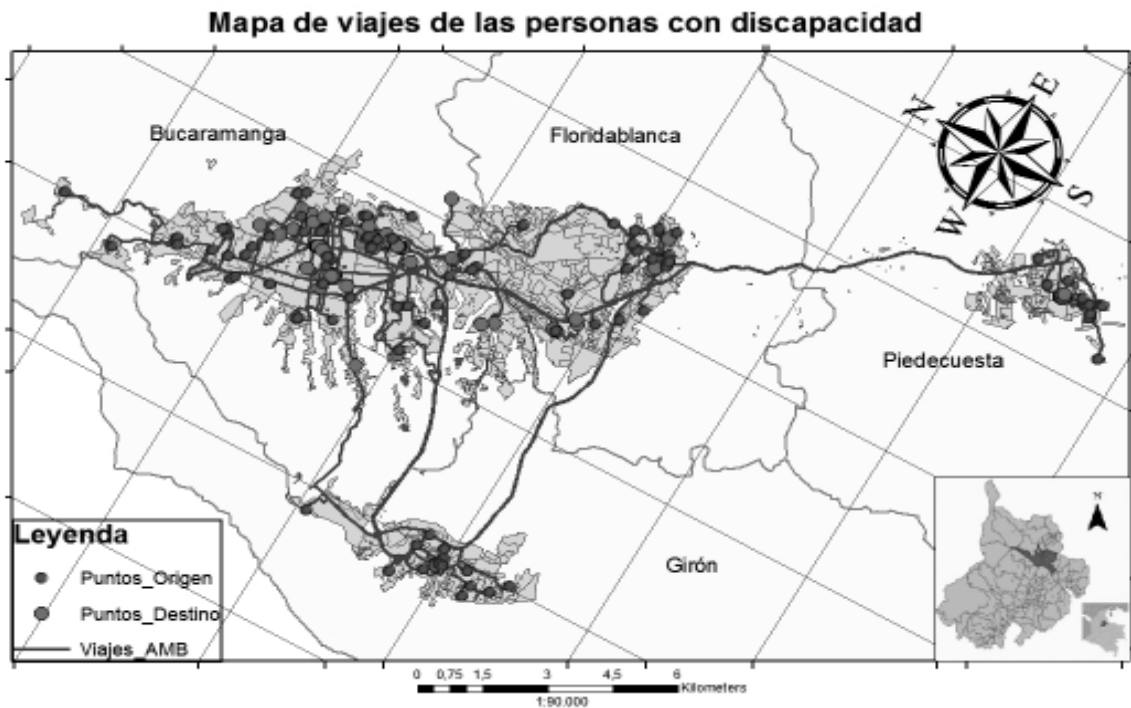 Mapa de viajes de las personas con discapacidad
Bucaramanga
Floridablanca
N
E
W
S
Piedecuesta
Girón
Leyenda
Puntos_Origen
Puntos_Destino
Viajes_AMB
N
0 0,75 1,5 3 4,5 6
Kilometers
1:90.000